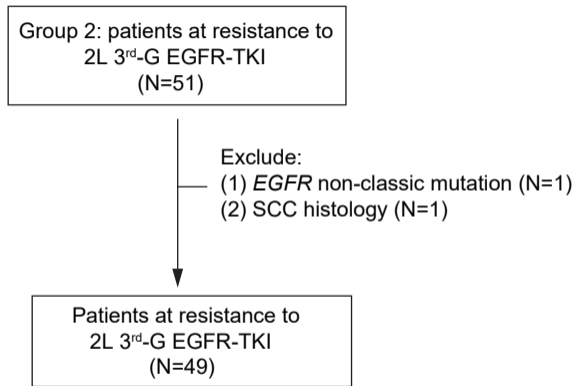 Group 2: patients at resistance to
2L 3rd-G EGFR-TKI
(N=51)
Exclude:
(1) EGFR non-classic mutation (N=1)
(2) SCC histology (N=1)
Patients at resistance to
2L 3rd-G EGFR-TKI
(N=49)